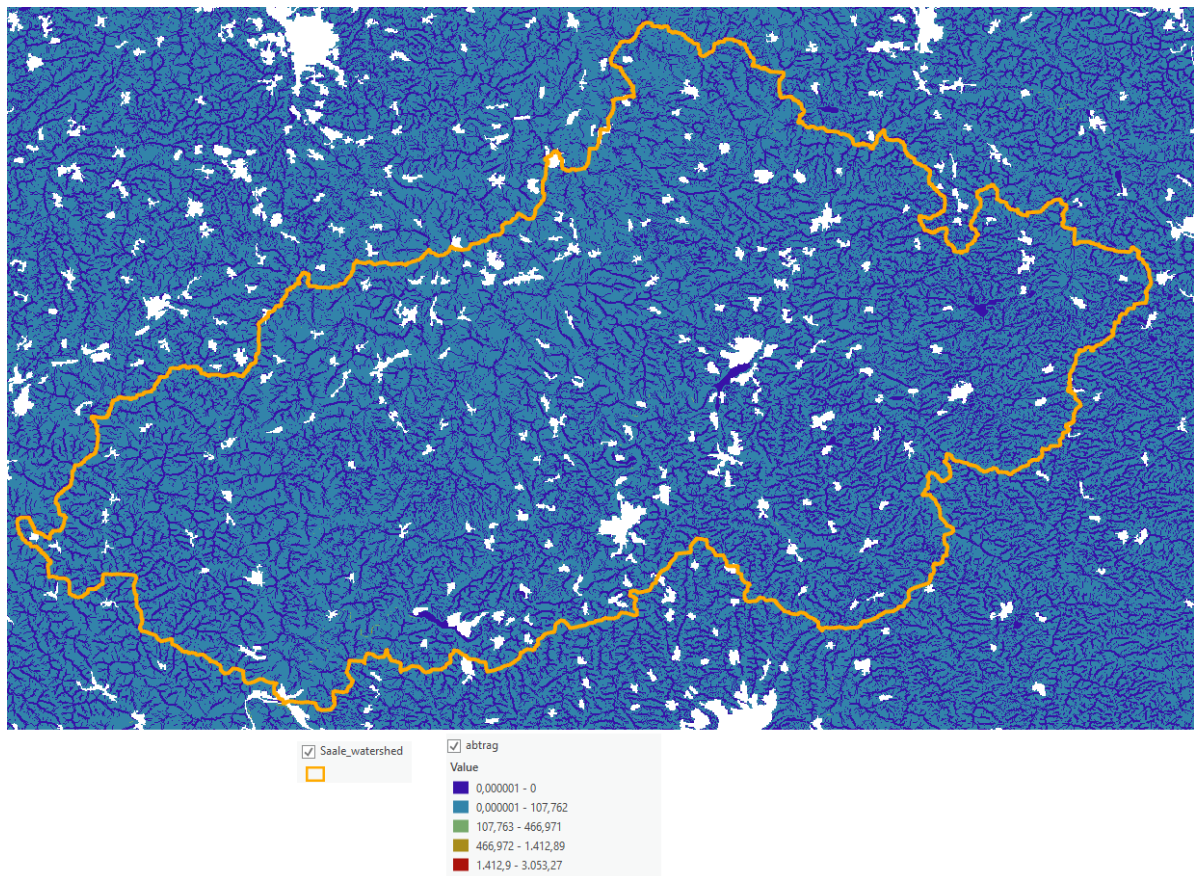 Saale_watershed
abtrag
Value
0,000001 - 0
0,000001 - 107,762
107,763 - 466,971
466,972 - 1.412,89
1.412,9 - 3.053,27